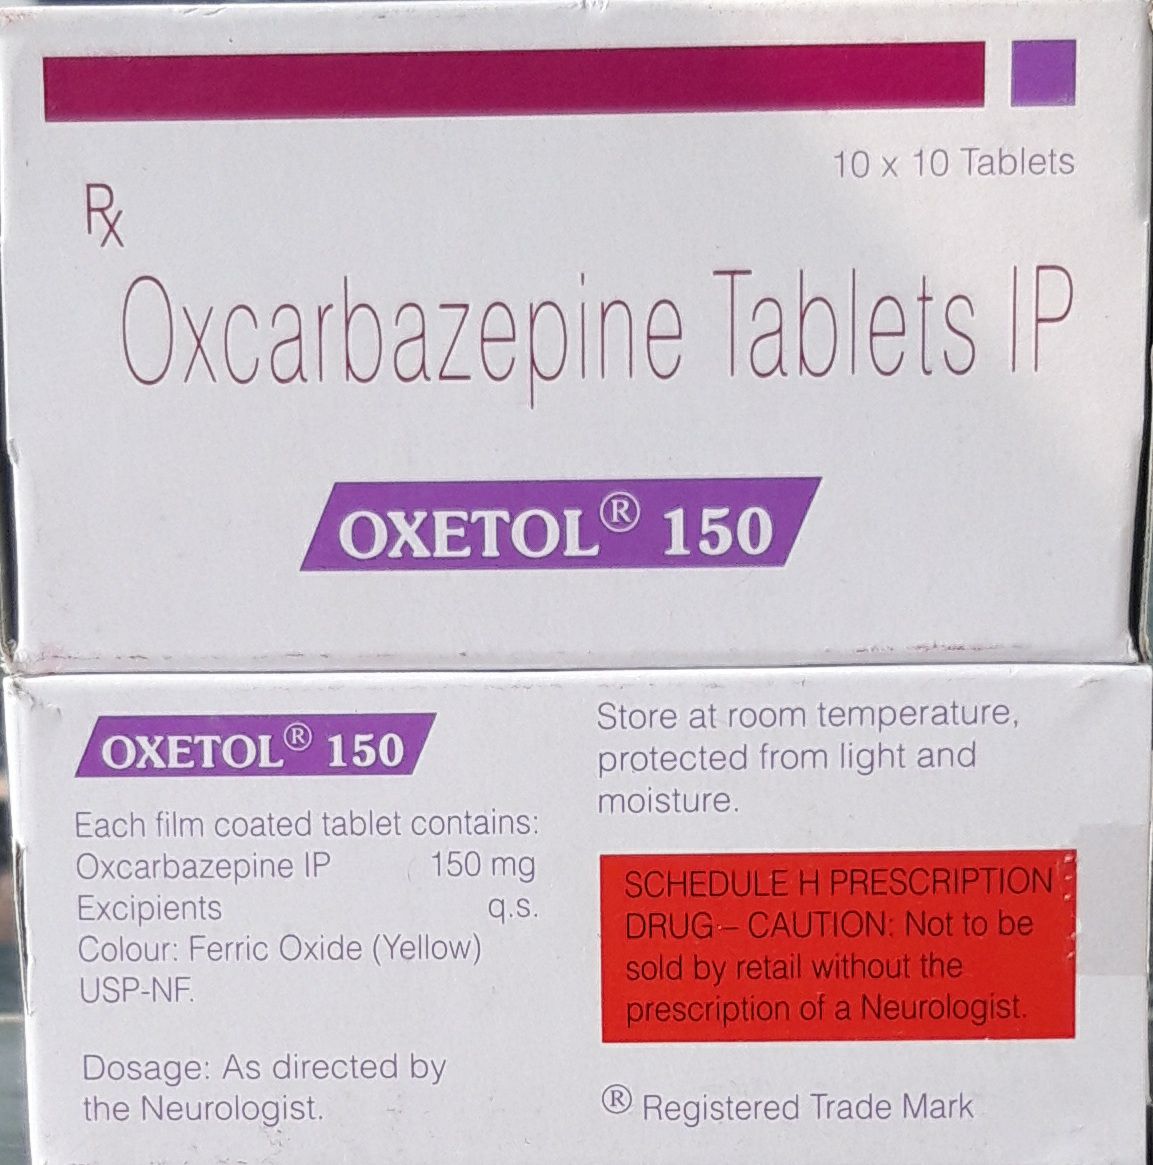 10 x 10 Tablets
Rx
Oxcarbazepine Tablets IP
OXETOL® 150
OXETOL® 150
Each film coated tablet contains:
Oxcarbazepine IP 150 mg
Excipients q.s.
Colour: Ferric Oxide (Yellow)
USP-NF.
Dosage: As directed by
the Neurologist.
Store at room temperature,
protected from light and
moisture.
SCHEDULE H PRESCRIPTION
DRUG – CAUTION: Not to be
sold by retail without the
prescription of a Neurologist.
® Registered Trade Mark